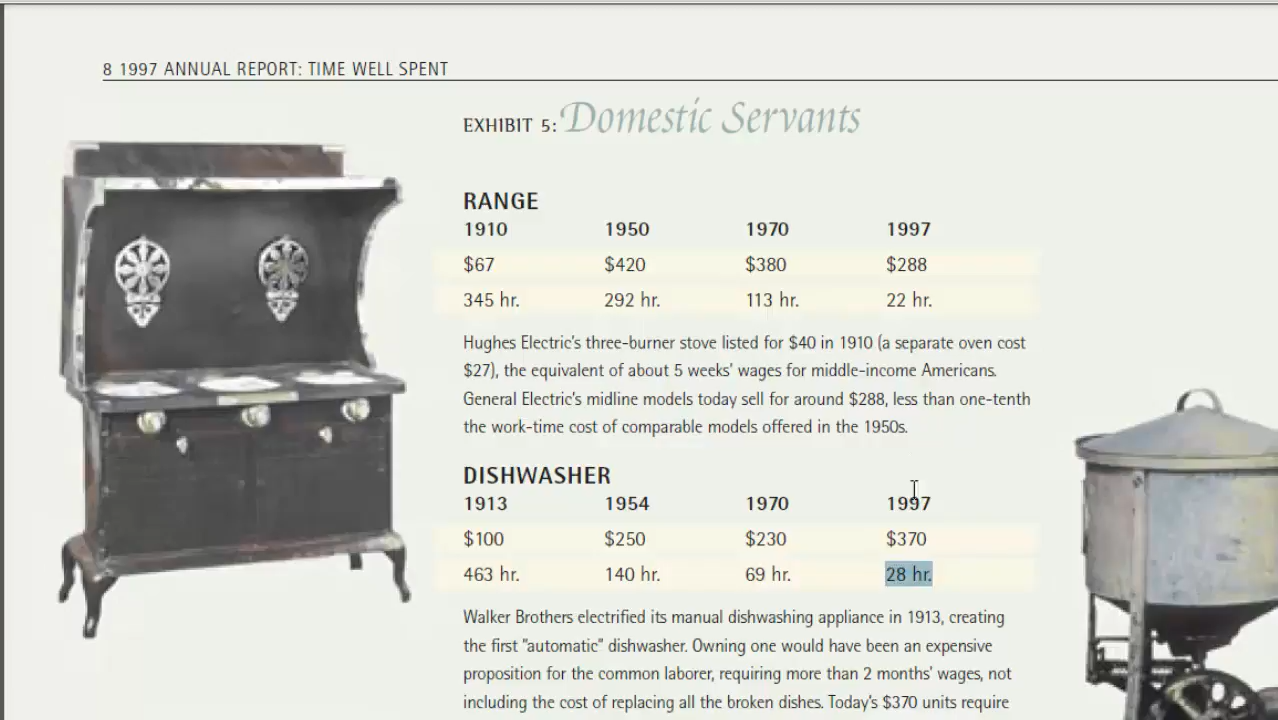 8 1997 ANNUAL REPORT: TIME WELL SPENT
EXHIBIT 5: Domestic Servants
RANGE
1910 1950 1970 1997
$67 $420 $380 $288
345 hr. 292 hr. 113 hr. 22 hr.
Hughes Electric's three-burner stove listed for $40 in 1910 (a separate oven cost
$27), the equivalent of about 5 weeks' wages for middle-income Americans.
General Electric's midline models today sell for around $288, less than one-tenth
the work-time cost of comparable models offered in the 1950s.
DISHWASHER
1913 1954 1970 1997
$100 $250 $230 $370
463 hr. 140 hr. 69 hr. 28 hr.
Walker Brothers electrified its manual dishwashing appliance in 1913, creating
the first "automatic" dishwasher. Owning one would have been an expensive
proposition for the common laborer, requiring more than 2 months' wages, not
including the cost of replacing all the broken dishes. Today's $370 units require